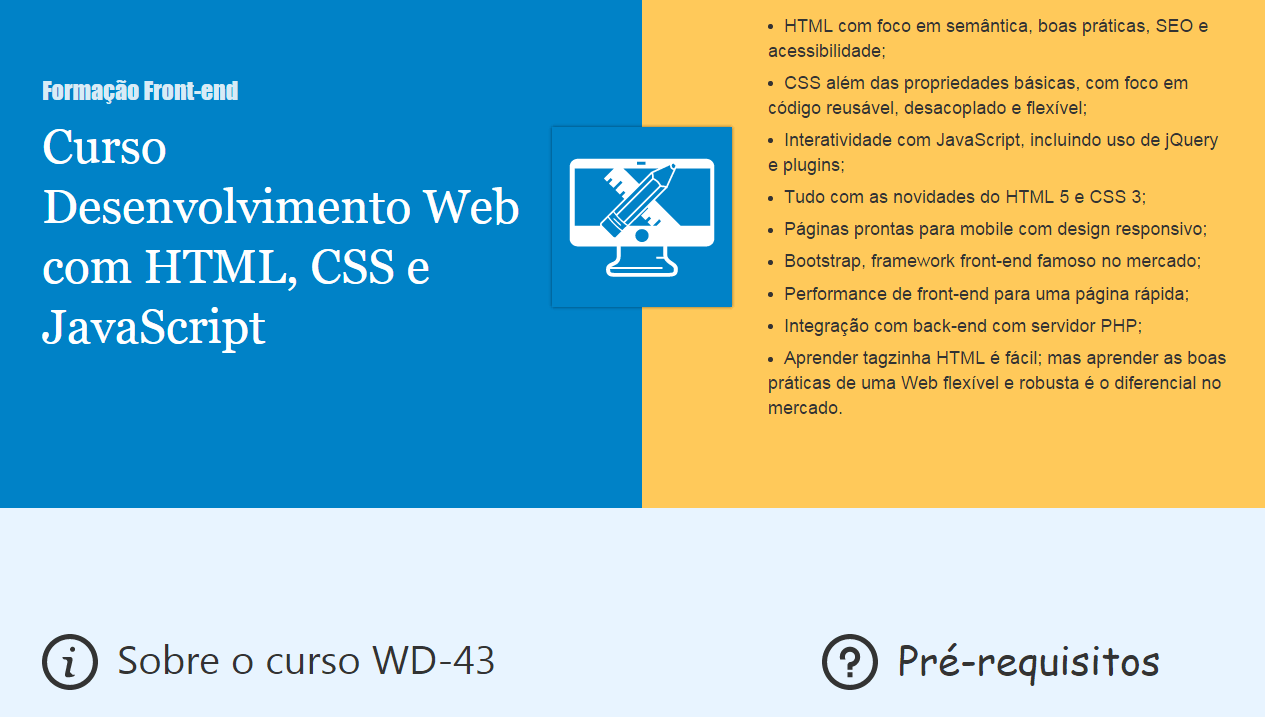 Formação Front-end
Curso
Desenvolvimento Web
com HTML, CSS e
JavaScript
• HTML com foco em semântica, boas práticas, SEO e
acessibilidade;
• CSS além das propriedades básicas, com foco em
código reusável, desacoplado e flexível;
• Interatividade com JavaScript, incluindo uso de jQuery
e plugins;
• Tudo com as novidades do HTML 5 e CSS 3;
• Páginas prontas para mobile com design responsivo;
• Bootstrap, framework front-end famoso no mercado;
• Performance de front-end para uma página rápida;
• Integração com back-end com servidor PHP;
• Aprender tagzinha HTML é fácil; mas aprender as boas
práticas de uma Web flexível e robusta é o diferencial no
mercado.
Sobre o curso WD-43
Pré-requisitos